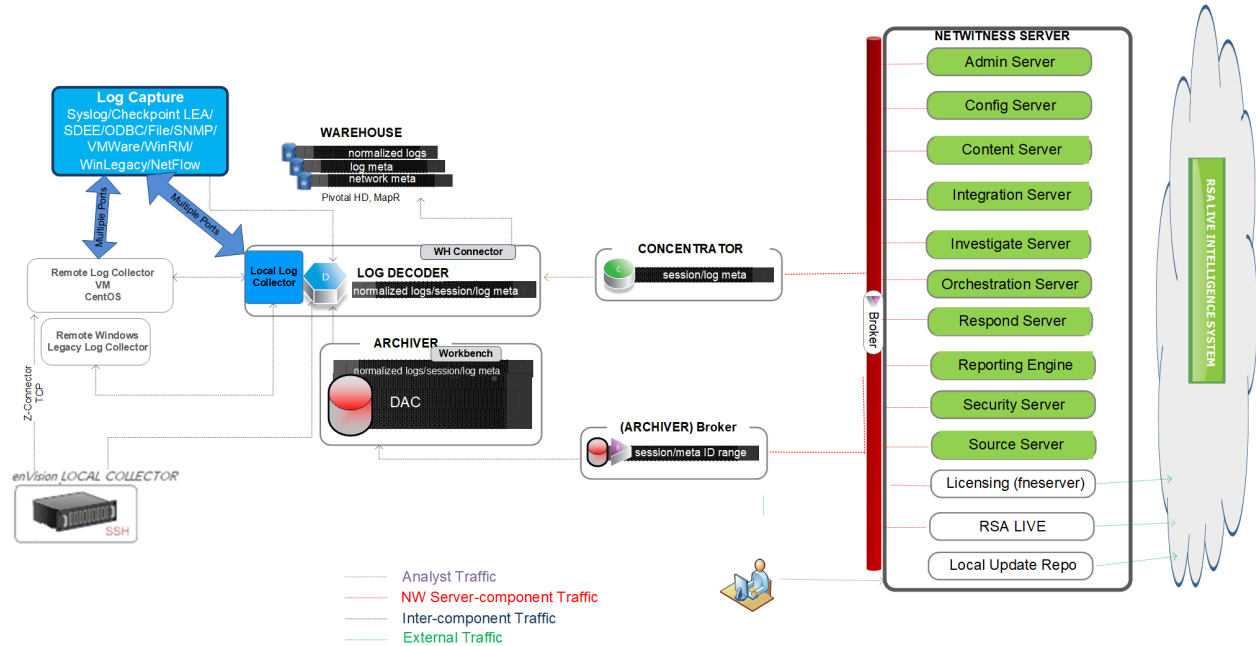 NETWITNESS SERVER
Admin Server
Config Server
Content Server
Integration Server
Investigate Server
Orchestration Server
Respond Server
Reporting Engine
Security Server
Source Server
Licensing (fneserver)
RSA LIVE
Local Update Repo
RSA LIVE INTELLIGENCE SYSTEM
Broker
Log Capture
Syslog/Checkpoint LEA/
SDEE/ODBC/File/SNMP/
VMWare/WinRM/
WinLegacy/NetFlow
Multiple Ports
Multiple Ports
WAREHOUSE
normalized logs
log meta
network meta
Pivotal HD, MapR
WH Connector
Remote Log Collector
VM
CentOS
Local Log
Collector
D
LOG DECODER
normalized logs/session/log meta
CONCENTRATOR
C
session/log meta
Remote Windows
Legacy Log Collector
ARCHIVER
Workbench
normalized logs/session/log meta
DAC
Z-Connector
TCP
(ARCHIVER) Broker
session/meta ID range
enVision LOCAL COLLECTOR
SSH
Analyst Traffic
NW Server-component Traffic
Inter-component Traffic
External Traffic